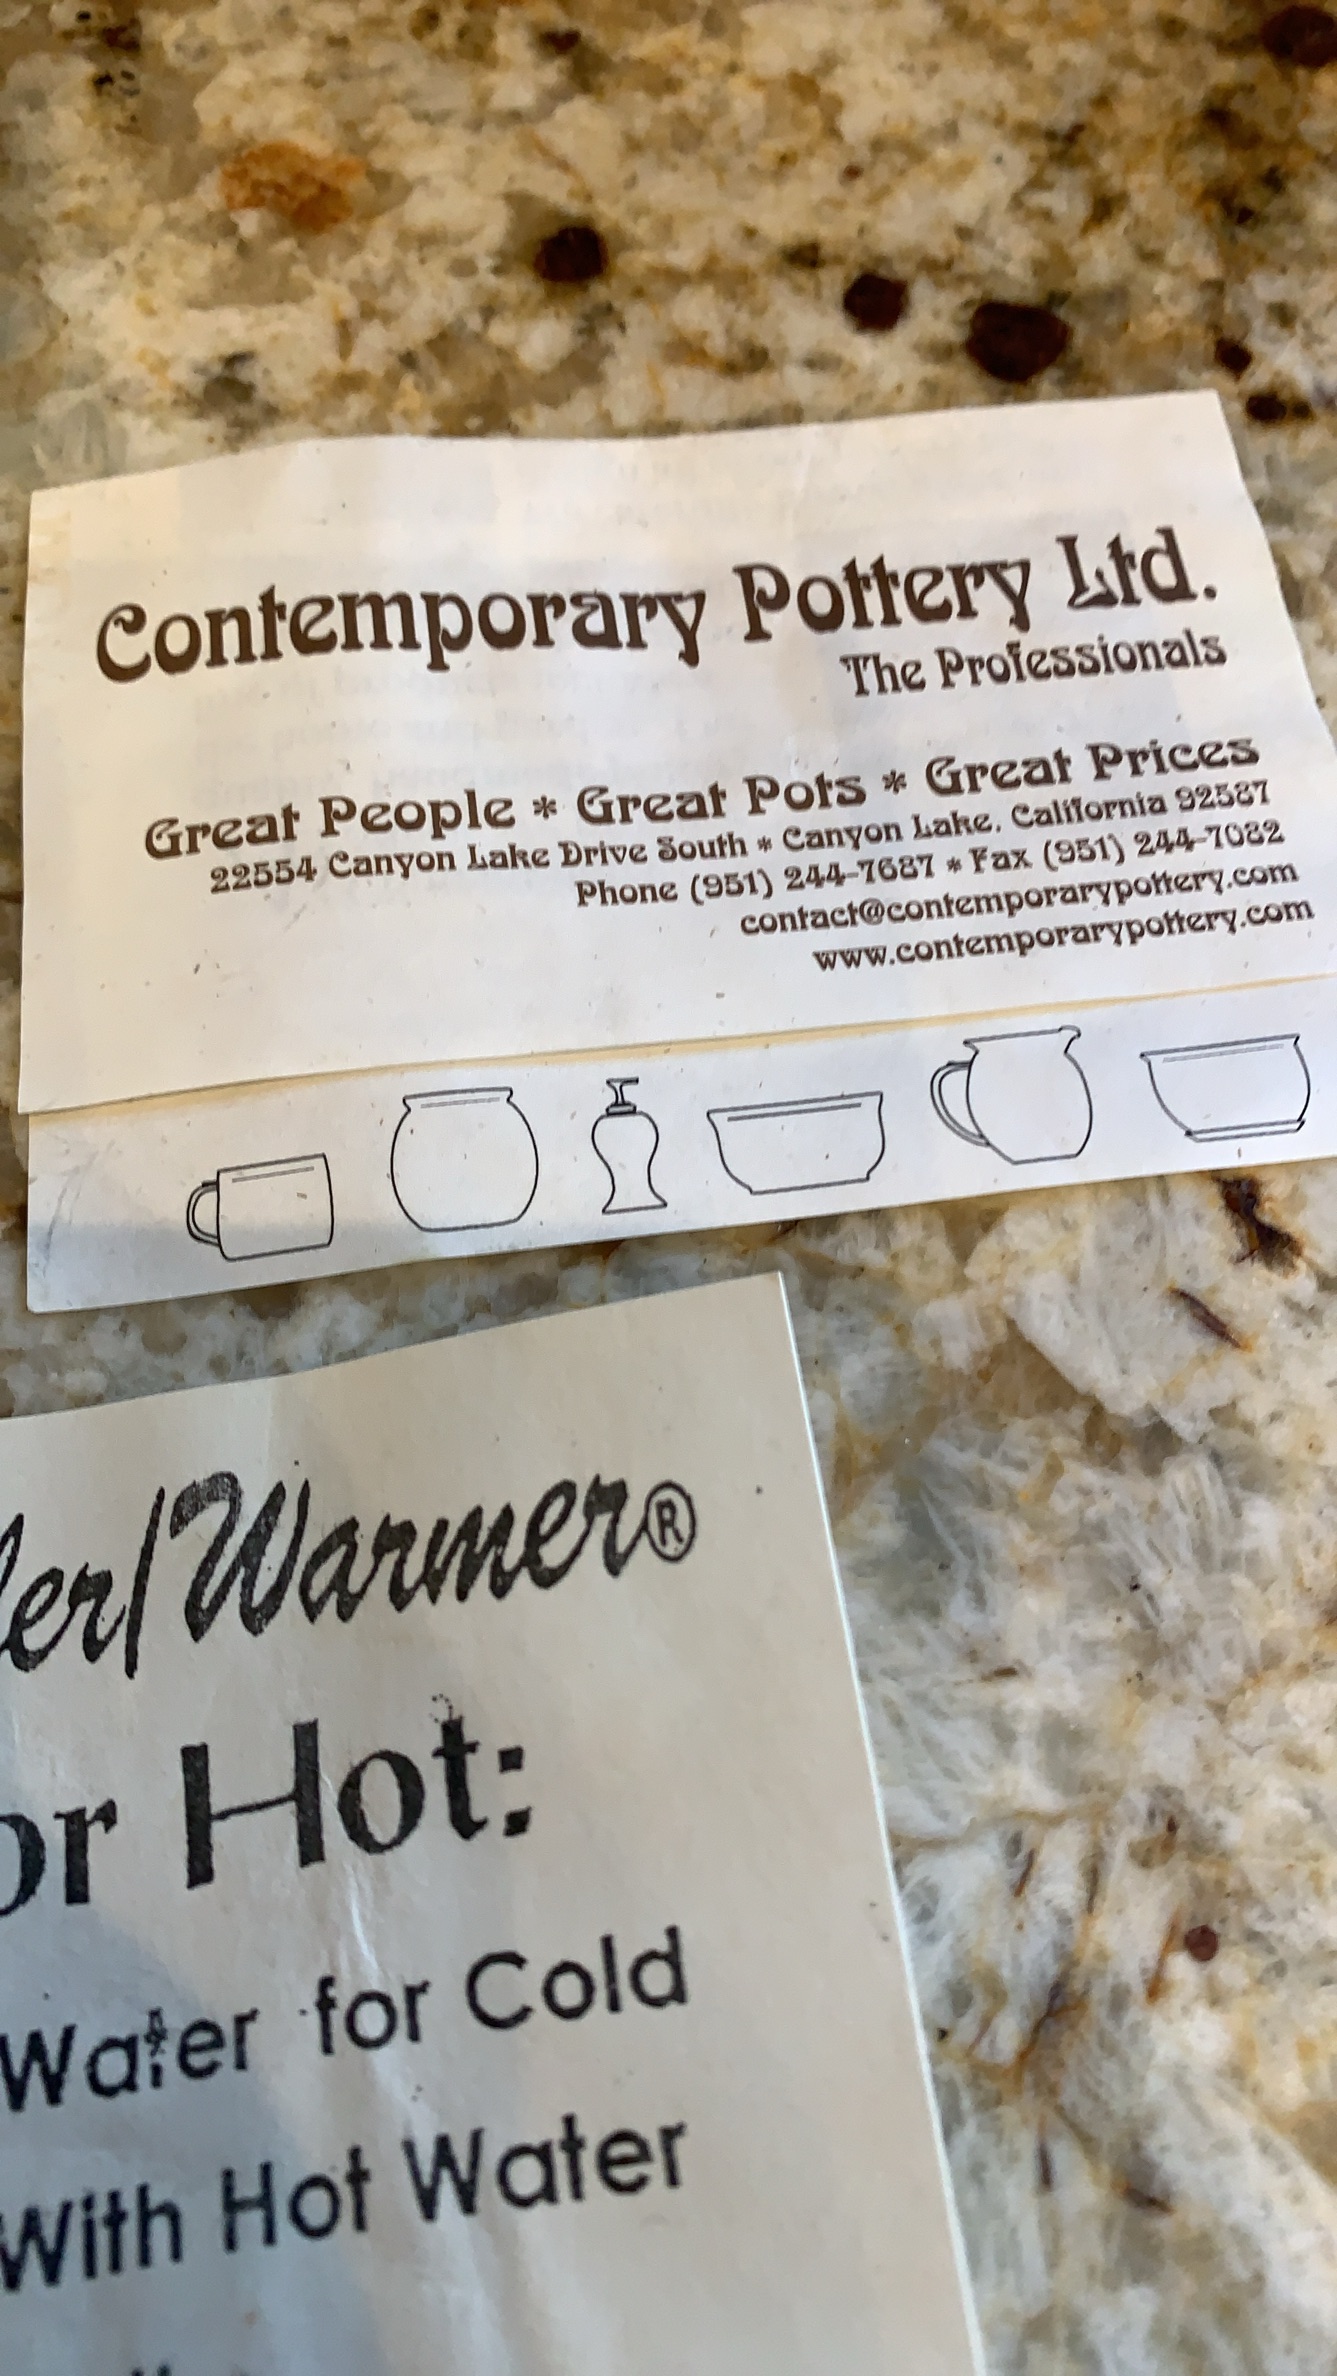 Contemporary Pottery Ltd.
The Professionals
Great People * Great Pots * Great Prices
22554 Canyon Lake Drive South * Canyon Lake, California 92587
Phone (951) 244-7687 * Fax (951) 244-7082
contact@contemporarypottery.com
www.contemporarypottery.com
ler/Warmer®
or Hot:
Water for Cold
With Hot Water